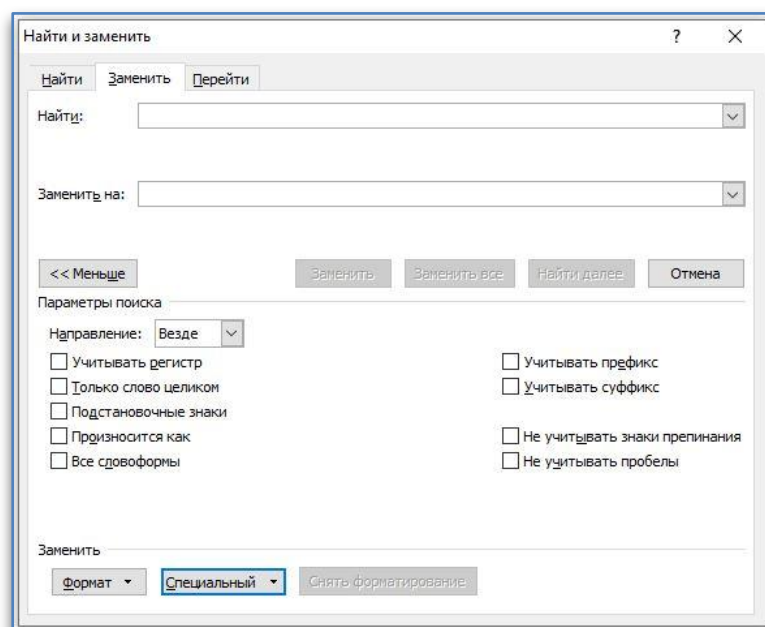 Найти и заменить ? ×
Найти Заменить Перейти
Найти:
Заменить на:
<< Меньше Заменить Заменить все Найти далее Отмена
Параметры поиска
Направление: Везде
Учитывать регистр Учитывать префикс
Только слово целиком Учитывать суффикс
Подстановочные знаки
Произносится как Не учитывать знаки препинания
Все словоформы Не учитывать пробелы
Заменить
Формат Специальный Снять форматирование